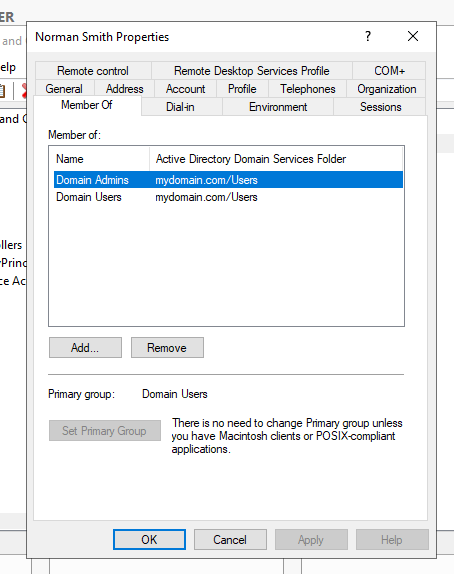 ER
Norman Smith Properties
and
elp
Remote control Remote Desktop Services Profile COM+
General Address Account Profile Telephones Organization
Member Of Dial-in Environment Sessions
and C
Member of:
Name Active Directory Domain Services Folder
Domain Admins mydomain.com/Users
Domain Users mydomain.com/Users
llers
Princ
ce Ac
Add... Remove
Primary group: Domain Users
Set Primary Group
There is no need to change Primary group unless
you have Macintosh clients or POSIX-compliant
applications.
OK Cancel Apply Help